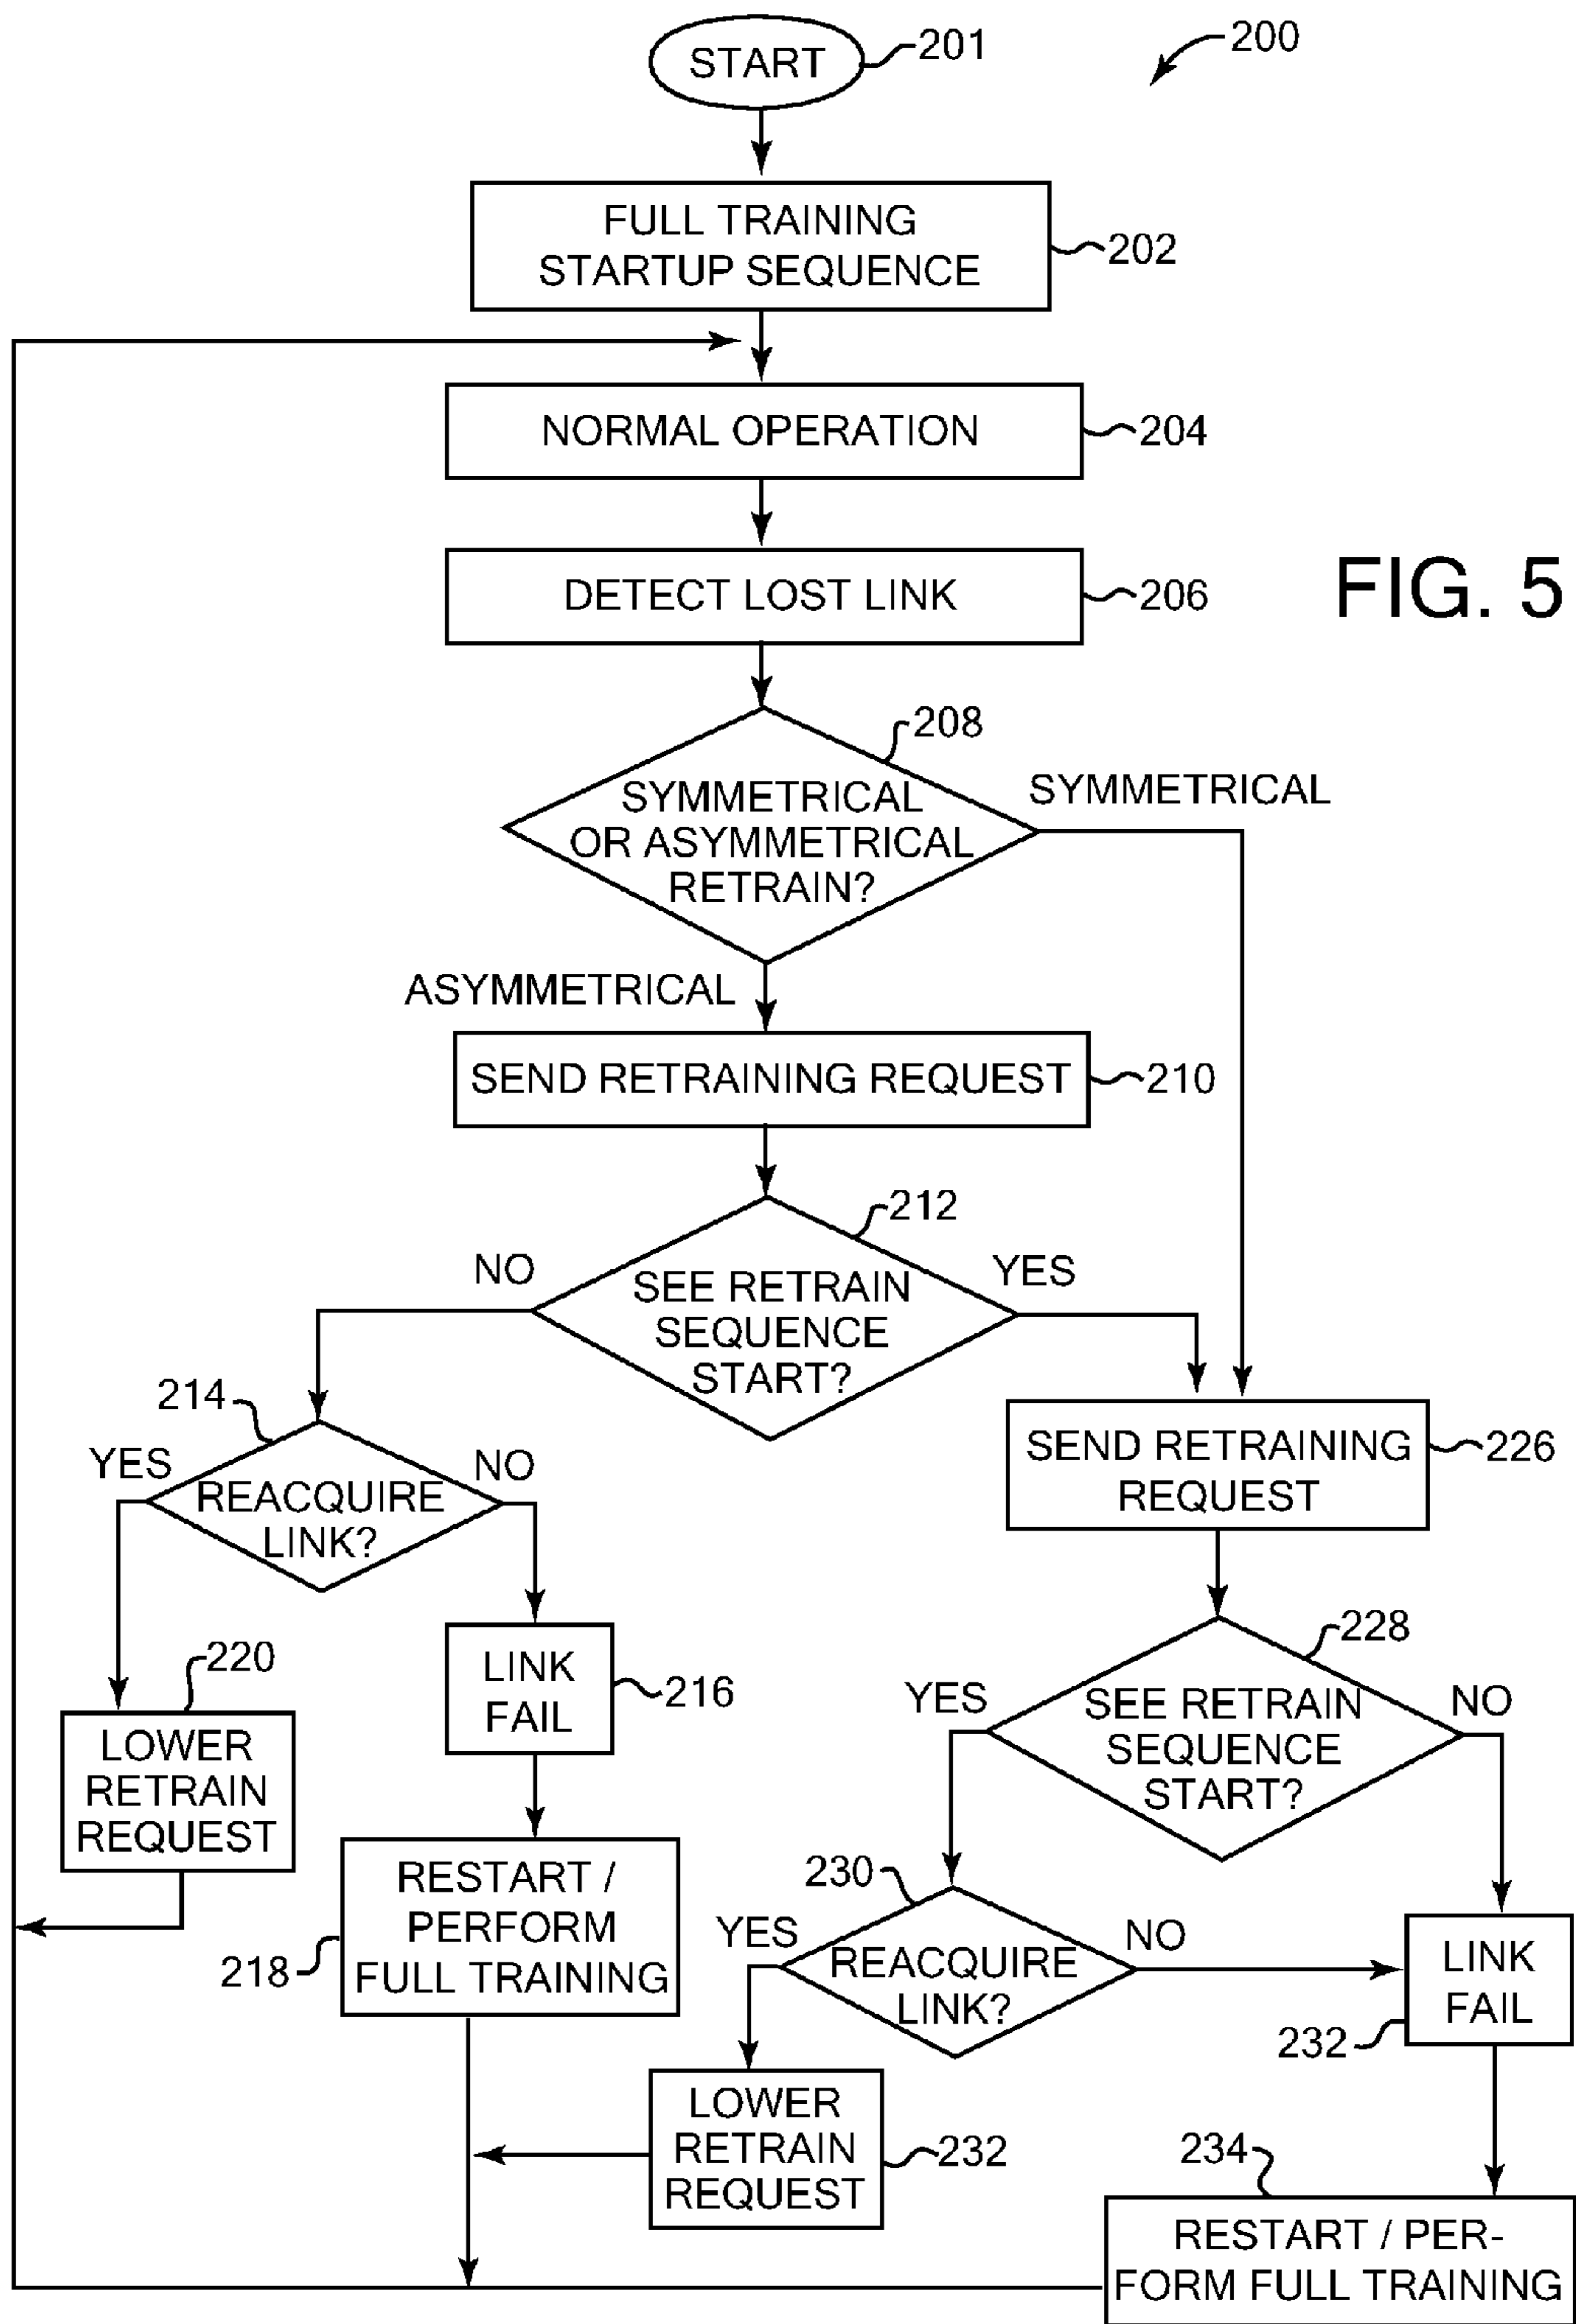 START
201
200
FULL TRAINING
STARTUP SEQUENCE
202
NORMAL OPERATION
204
DETECT LOST LINK
206
FIG. 5
208
SYMMETRICAL
OR ASYMMETRICAL
RETRAIN?
SYMMETRICAL
ASYMMETRICAL
SEND RETRAINING REQUEST
210
212
NO
YES
SEE RETRAIN
SEQUENCE
START?
214
YES
NO
REACQUIRE
LINK?
SEND RETRAINING
REQUEST
226
220
LOWER
RETRAIN
REQUEST
LINK
FAIL
216
228
YES
NO
SEE RETRAIN
SEQUENCE
START?
RESTART /
PERFORM
FULL TRAINING
218
230
YES
NO
REACQUIRE
LINK?
LINK
FAIL
232
LOWER
RETRAIN
REQUEST
232
234
RESTART / PER-
FORM FULL TRAINING